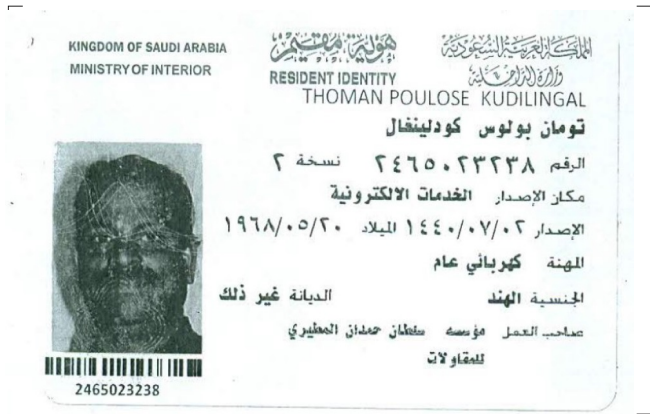 KINGDOM OF SAUDI ARABIA
MINISTRY OF INTERIOR
هوية مقيم
RESIDENT IDENTITY
المملكة العربية السعودية
وزارة الداخلية
THOMAN POULOSE KUDILINGAL
تومان بولوس كودلينغال
الرقم ٢٤٦٥٠٢٣٢٣٨ نسخة ٢
مكان الإصدار الخدمات الالكترونية
الإصدار ١٤٤٠/٠٧/٠٢ الميلاد ١٩٦٨/٠٥/٢٠
المهنة كهربائي عام
الجنسية الهند الديانة غير ذلك
صاحب العمل مؤسسه سلطان حمدان المطيري
للمقاولات
2465023238